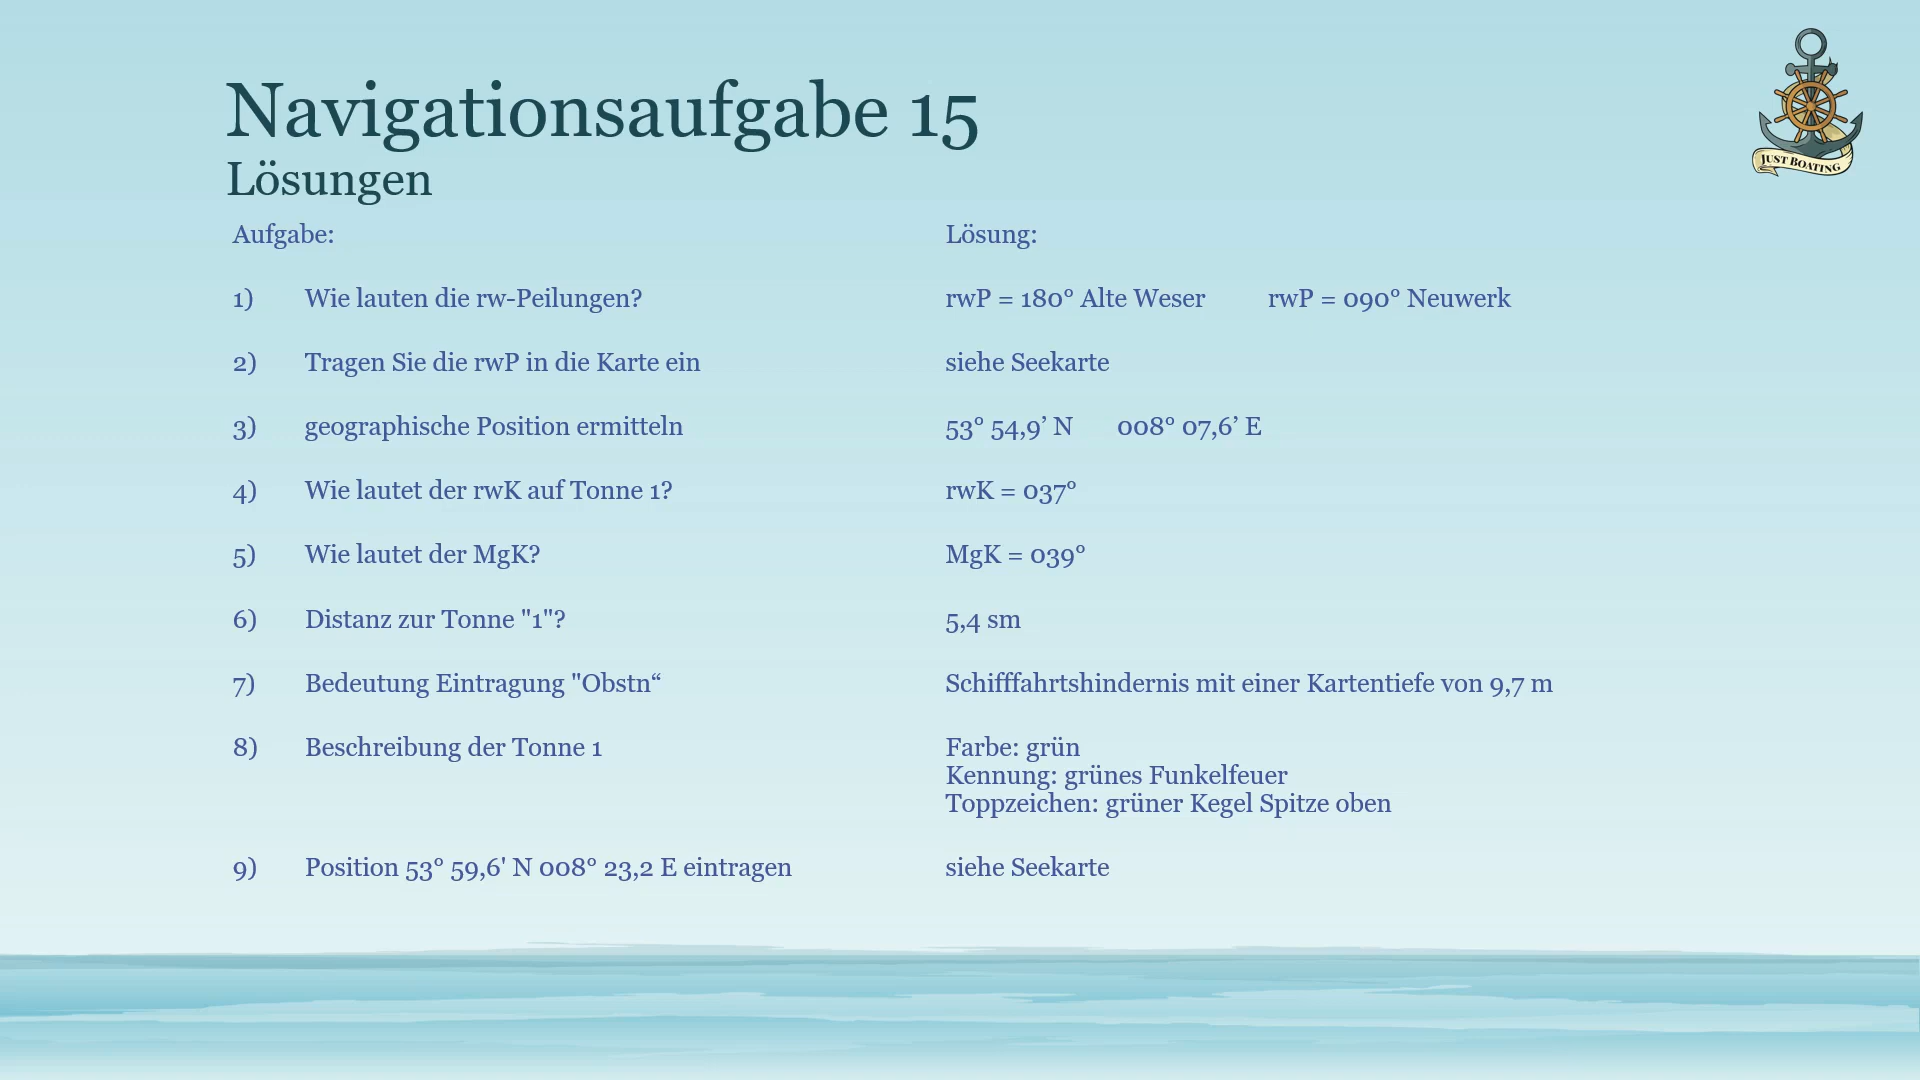 Navigationsaufgabe 15
Lösungen
JUST BOATING
Aufgabe: Lösung:
1) Wie lauten die rw-Peilungen? rwP = 180° Alte Weser rwP = 090° Neuwerk
2) Tragen Sie die rwP in die Karte ein siehe Seekarte
3) geographische Position ermitteln 53° 54,9’ N 008° 07,6’ E
4) Wie lautet der rwK auf Tonne 1? rwK = 037°
5) Wie lautet der MgK? MgK = 039°
6) Distanz zur Tonne "1"? 5,4 sm
7) Bedeutung Eintragung "Obstn“ Schifffahrtshindernis mit einer Kartentiefe von 9,7 m
8) Beschreibung der Tonne 1 Farbe: grün
Kennung: grünes Funkelfeuer
Toppzeichen: grüner Kegel Spitze oben
9) Position 53° 59,6' N 008° 23,2 E eintragen siehe Seekarte